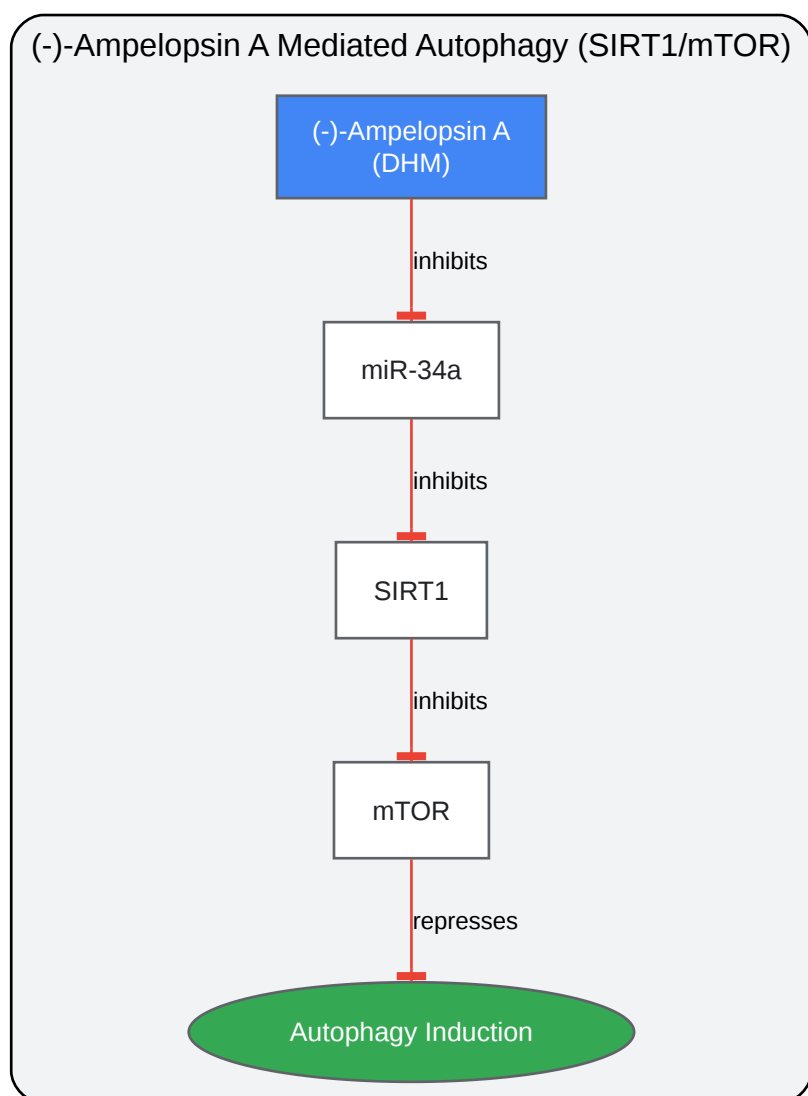 (-)-Ampelopsin A Mediated Autophagy (SIRT1/mTOR)
(-)-Ampelopsin A
(DHM)
inhibits
miR-34a
inhibits
SIRT1
inhibits
mTOR
represses
Autophagy Induction